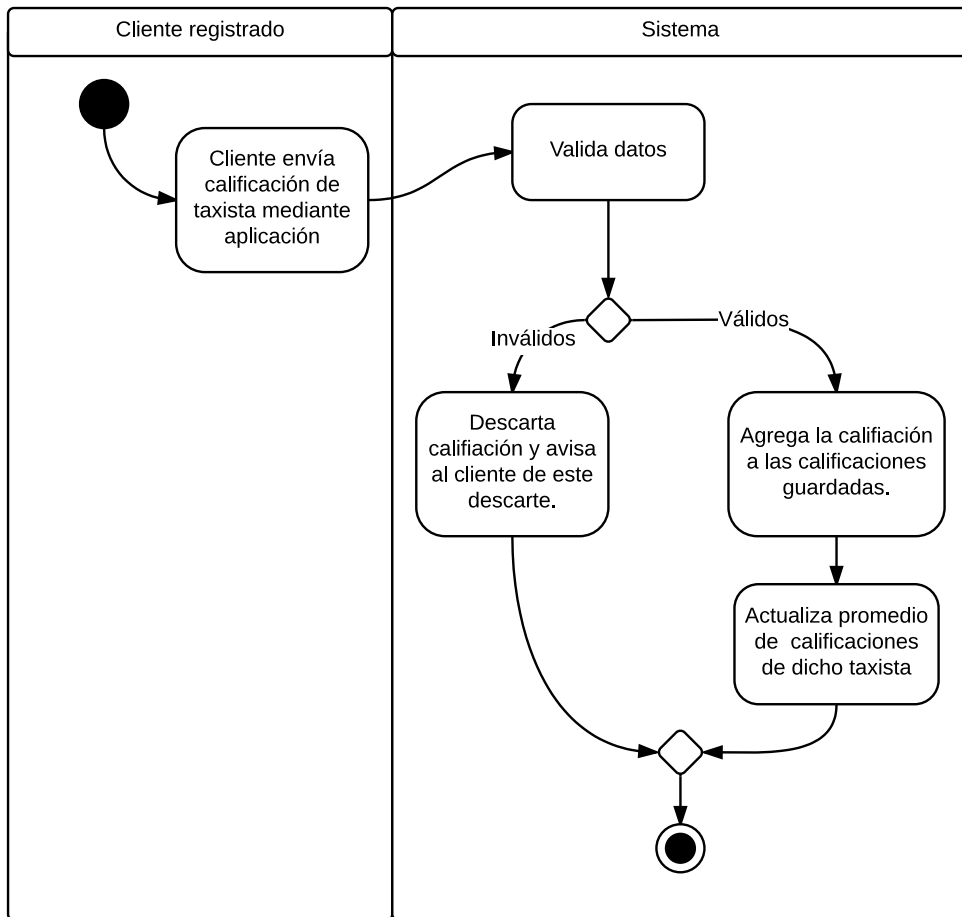 Cliente registrado
Sistema
Cliente envía
calificación de
taxista mediante
aplicación
Valida datos
Inválidos
Válidos
Descarta
califiación y avisa
al cliente de este
descarte.
Agrega la califiación
a las calificaciones
guardadas.
Actualiza promedio
de calificaciones
de dicho taxista